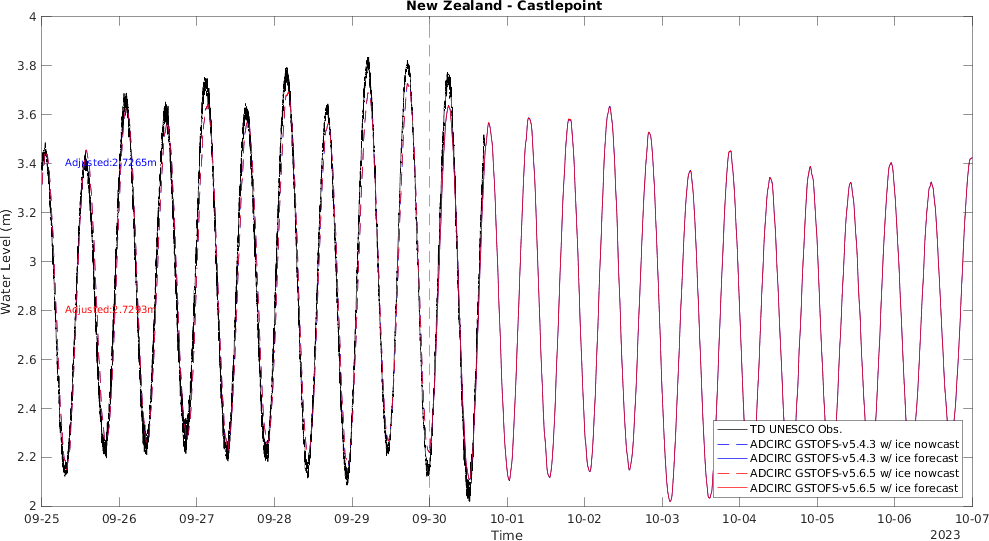 New Zealand - Castlepoint
4
3.8
3.6
3.4
3.2
3
2.8
2.6
2.4
2.2
2
Water Level (m)
Adjusted:2.7265m
Adjusted:2.7293m
TD UNESCO Obs.
ADCIRC GSTOFS-v5.4.3 w/ ice nowcast
ADCIRC GSTOFS-v5.4.3 w/ ice forecast
ADCIRC GSTOFS-v5.6.5 w/ ice nowcast
ADCIRC GSTOFS-v5.6.5 w/ ice forecast
09-25 09-26 09-27 09-28 09-29 09-30 10-01 10-02 10-03 10-04 10-05 10-06 10-07
Time
2023